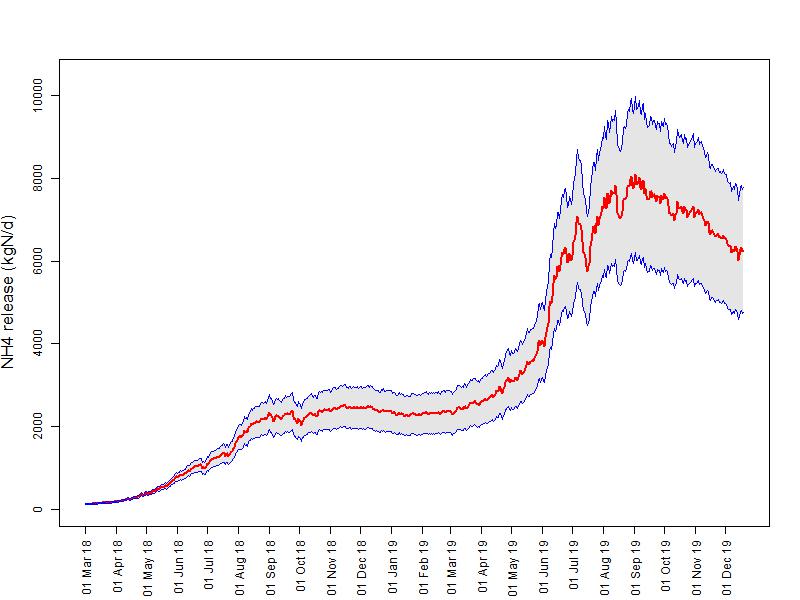 NH4 release (kgN/d)
10000
8000
6000
4000
2000
0
01 Mar 18
01 Apr 18
01 May 18
01 Jun 18
01 Jul 18
01 Aug 18
01 Sep 18
01 Oct 18
01 Nov 18
01 Dec 18
01 Jan 19
01 Feb 19
01 Mar 19
01 Apr 19
01 May 19
01 Jun 19
01 Jul 19
01 Aug 19
01 Sep 19
01 Oct 19
01 Nov 19
01 Dec 19